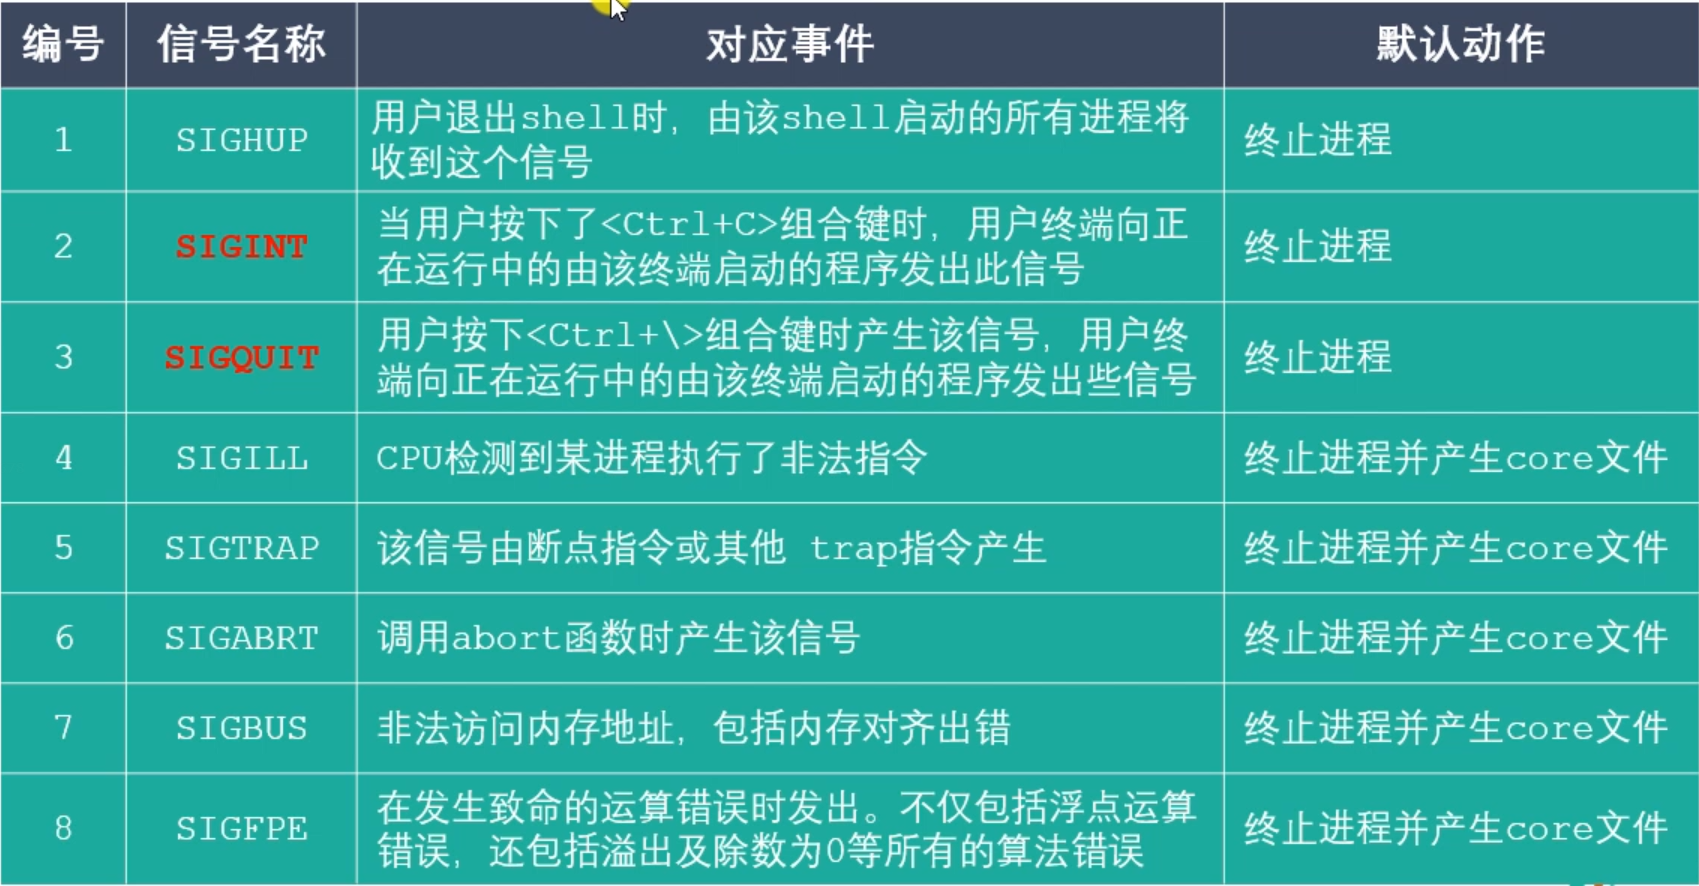 编号 信号名称 对应事件 默认动作
1 SIGHUP 用户退出shell时，由该shell启动的所有进程将
收到这个信号 终止进程
2 SIGINT 当用户按下了<Ctrl+C>组合键时，用户终端向正
在运行中的由该终端启动的程序发出此信号 终止进程
3 SIGQUIT 用户按下<Ctrl+\>组合键时产生该信号，用户终
端向正在运行中的由该终端启动的程序发出些信号 终止进程
4 SIGILL CPU检测到某进程执行了非法指令 终止进程并产生core文件
5 SIGTRAP 该信号由断点指令或其他 trap指令产生 终止进程并产生core文件
6 SIGABRT 调用abort函数时产生该信号 终止进程并产生core文件
7 SIGBUS 非法访问内存地址，包括内存对齐出错 终止进程并产生core文件
8 SIGFPE 在发生致命的运算错误时发出。不仅包括浮点运算
错误，还包括溢出及除数为0等所有的算法错误 终止进程并产生core文件